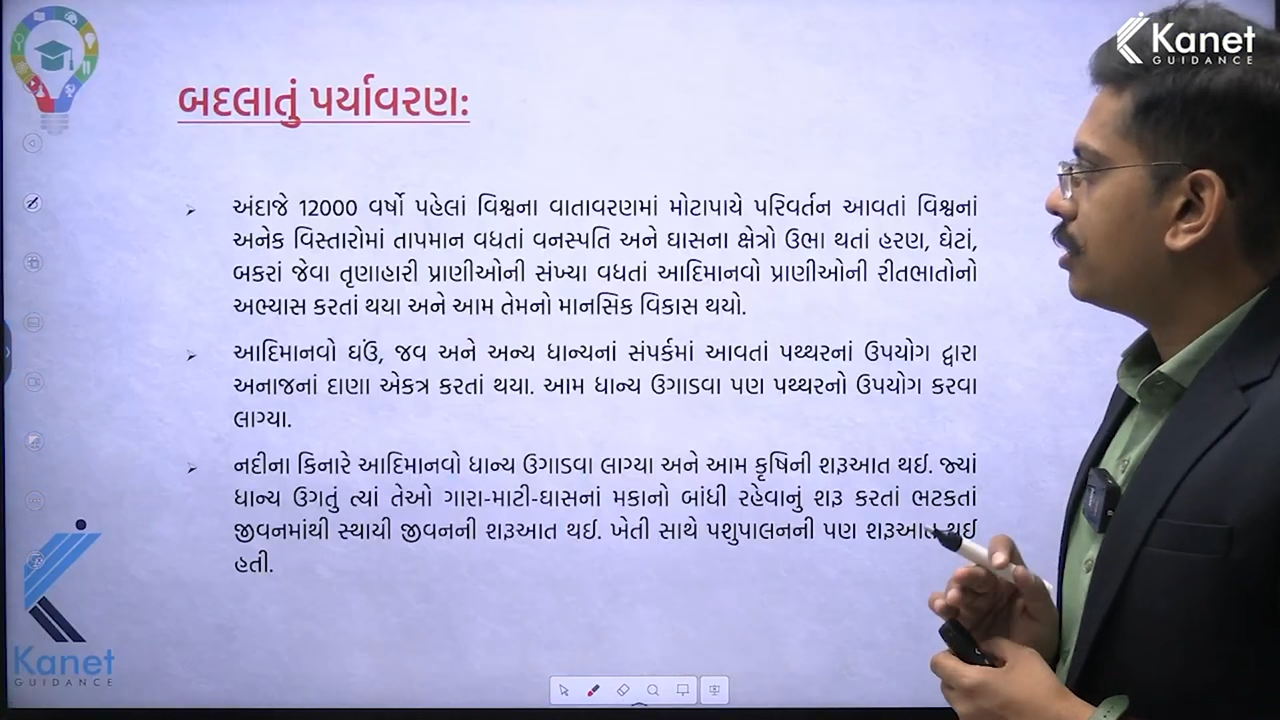 Kanet
GUIDANCE
બદલાતું પર્યાવરણઃ
અંદાજે 12000 વર્ષો પહેલાં વિશ્વના વાતાવરણમાં મોટાપાયે પરિવર્તન આવતાં વિશ્વનાં
અનેક વિસ્તારોમાં તાપમાન વધતાં વનસ્પતિ અને ઘાસના ક્ષેત્રો ઉભા થતાં હરણ, ઘેટાં,
બકરાં જેવા તૃણાહારી પ્રાણીઓની સંખ્યા વધતાં આદિમાનવો પ્રાણીઓની રીતભાતોનો
અભ્યાસ કરતાં થયા અને આમ તેમનો માનસિક વિકાસ થયો.
આદિમાનવો ઘઉં, જવ અને અન્ય ધાન્યનાં સંપર્કમાં આવતાં પથ્થરનાં ઉપયોગ દ્વારા
અનાજનાં દાણા એકત્ર કરતાં થયા. આમ ધાન્ય ઉગાડવા પણ પથ્થરનો ઉપયોગ કરવા
લાગ્યા.
નદીના કિનારે આદિમાનવો ધાન્ય ઉગાડવા લાગ્યા અને આમ કૃષિની શરૂઆત થઈ. જ્યાં
ધાન્ય ઉગતું ત્યાં તેઓ ગારા-માટી-ઘાસનાં મકાનો બાંધી રહેવાનું શરૂ કરતાં ભટકતાં
જીવનમાંથી સ્થાયી જીવનની શરૂઆત થઈ. ખેતી સાથે પશુપાલનની પણ શરૂઆત થઈ
હતી.
Kanet
GUIDANCE